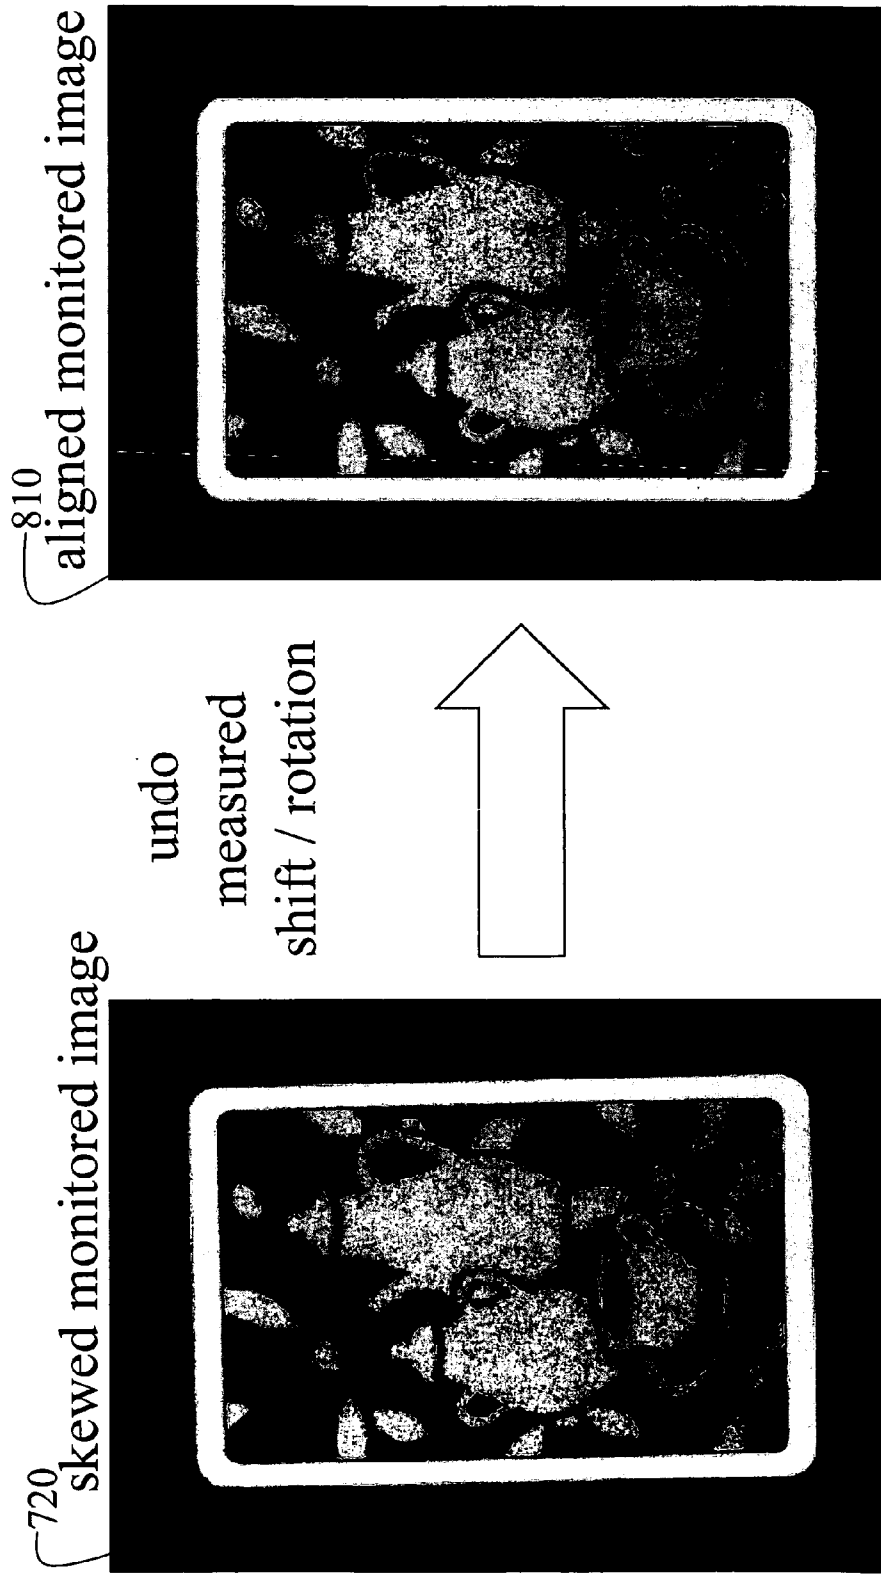 720
skewed monitored image
undo
measured
shift / rotation
810
aligned monitored image